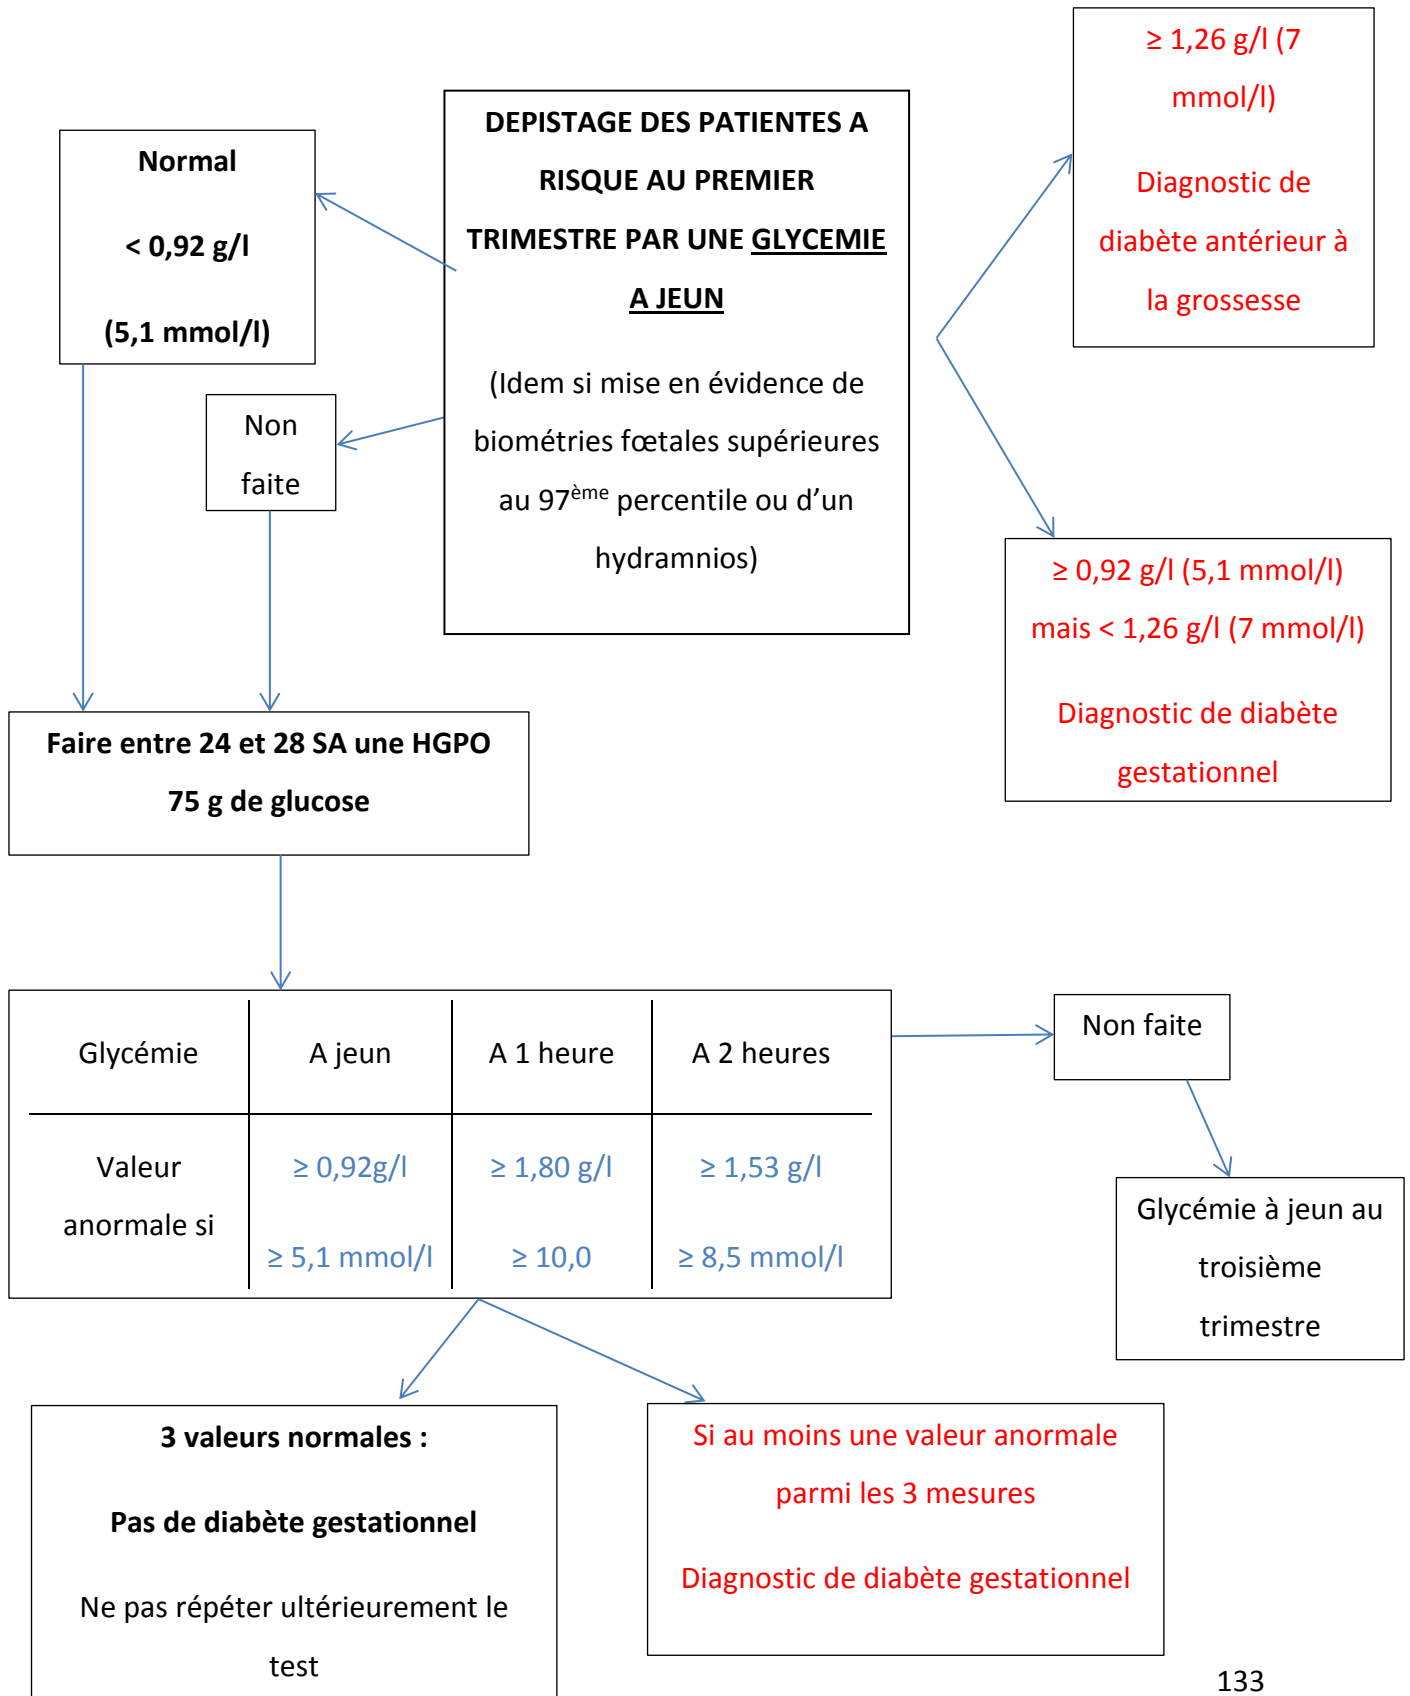 ≥ 1,26 g/l (7
mmol/l)
Diagnostic de
diabète antérieur à
la grossesse
DEPISTAGE DES PATIENTES A
RISQUE AU PREMIER
TRIMESTRE PAR UNE GLYCEMIE
A JEUN
(Idem si mise en évidence de
biométries fœtales supérieures
au 97ème percentile ou d’un
hydramnios)
Normal
< 0,92 g/l
(5,1 mmol/l)
Non
faite
≥ 0,92 g/l (5,1 mmol/l)
mais < 1,26 g/l (7 mmol/l)
Diagnostic de diabète
gestationnel
Faire entre 24 et 28 SA une HGPO
75 g de glucose
Glycémie A jeun A 1 heure A 2 heures
Valeur ≥ 0,92g/l ≥ 1,80 g/l ≥ 1,53 g/l
anormale si
≥ 5,1 mmol/l ≥ 10,0 ≥ 8,5 mmol/l
Non faite
Glycémie à jeun au
troisième
trimestre
3 valeurs normales :
Pas de diabète gestationnel
Ne pas répéter ultérieurement le
test
Si au moins une valeur anormale
parmi les 3 mesures
Diagnostic de diabète gestationnel
133